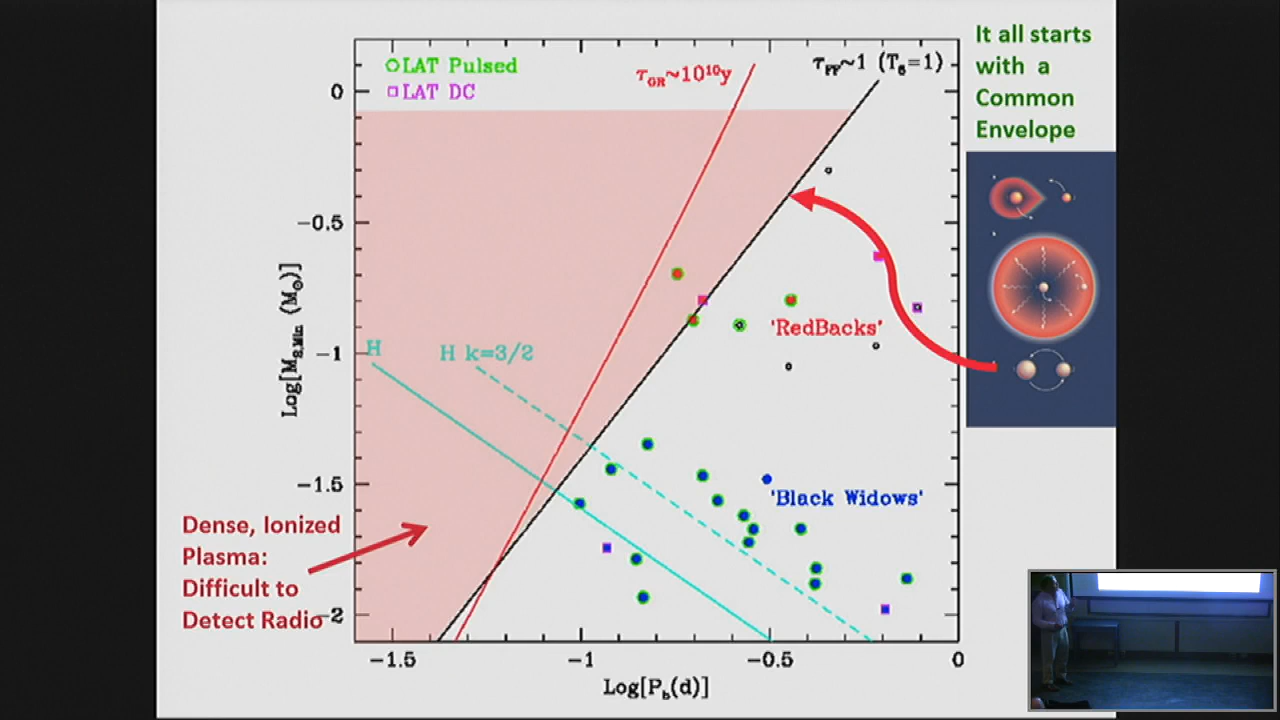 It all starts
with a
Common
Envelope
LAT Pulsed
LAT DC
τGR~10¹⁰y
τFF~1 (T6=1)
0
-0.5
-1
-1.5
-2
Log[M2,Min (M⊙)]
H
H k=3/2
'RedBacks'
'Black Widows'
Dense, Ionized
Plasma:
Difficult to
Detect Radio
-1.5
-1
-0.5
0
Log[Pb(d)]